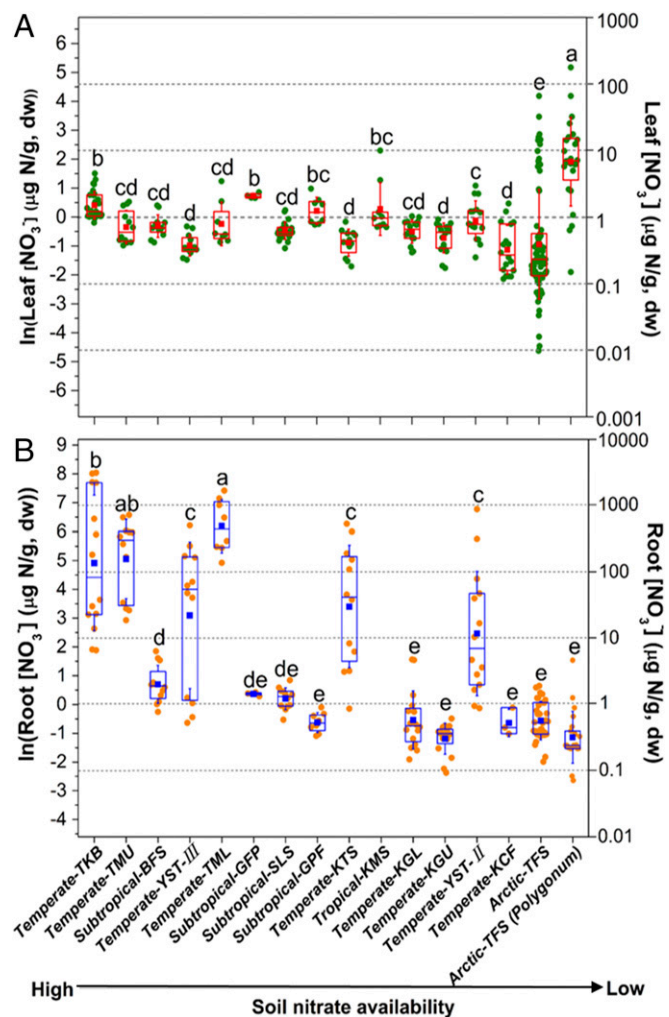 A
ln(Leaf [NO₃⁻] (µg N/g, dw))
6
5
4
3
2
1
0
-1
-2
-3
-4
-5
-6
b cd cd d cd b cd bc d bc cd d c d e a
1000
100
10
1
0.1
0.01
0.001
Leaf [NO₃⁻]
(µg N/g, dw)
B
ln(Root [NO₃⁻] (µg N/g, dw))
9
8
7
6
5
4
3
2
1
0
-1
-2
-3
-4
b ab d c a de de e c e e c e e e
10000
1000
100
10
1
0.1
0.01
Root [NO₃⁻]
(µg N/g, dw)
Temperate-TKB
Temperate-TMU
Subtropical-BFS
Temperate-YST-III
Temperate-TML
Subtropical-GFP
Subtropical-SLS
Subtropical-GPF
Temperate-KTS
Tropical-KMS
Temperate-KGL
Temperate-KGU
Temperate-YST-II
Temperate-KCF
Arctic-TFS
Arctic-TFS (Polygonum)
High Low
Soil nitrate availability